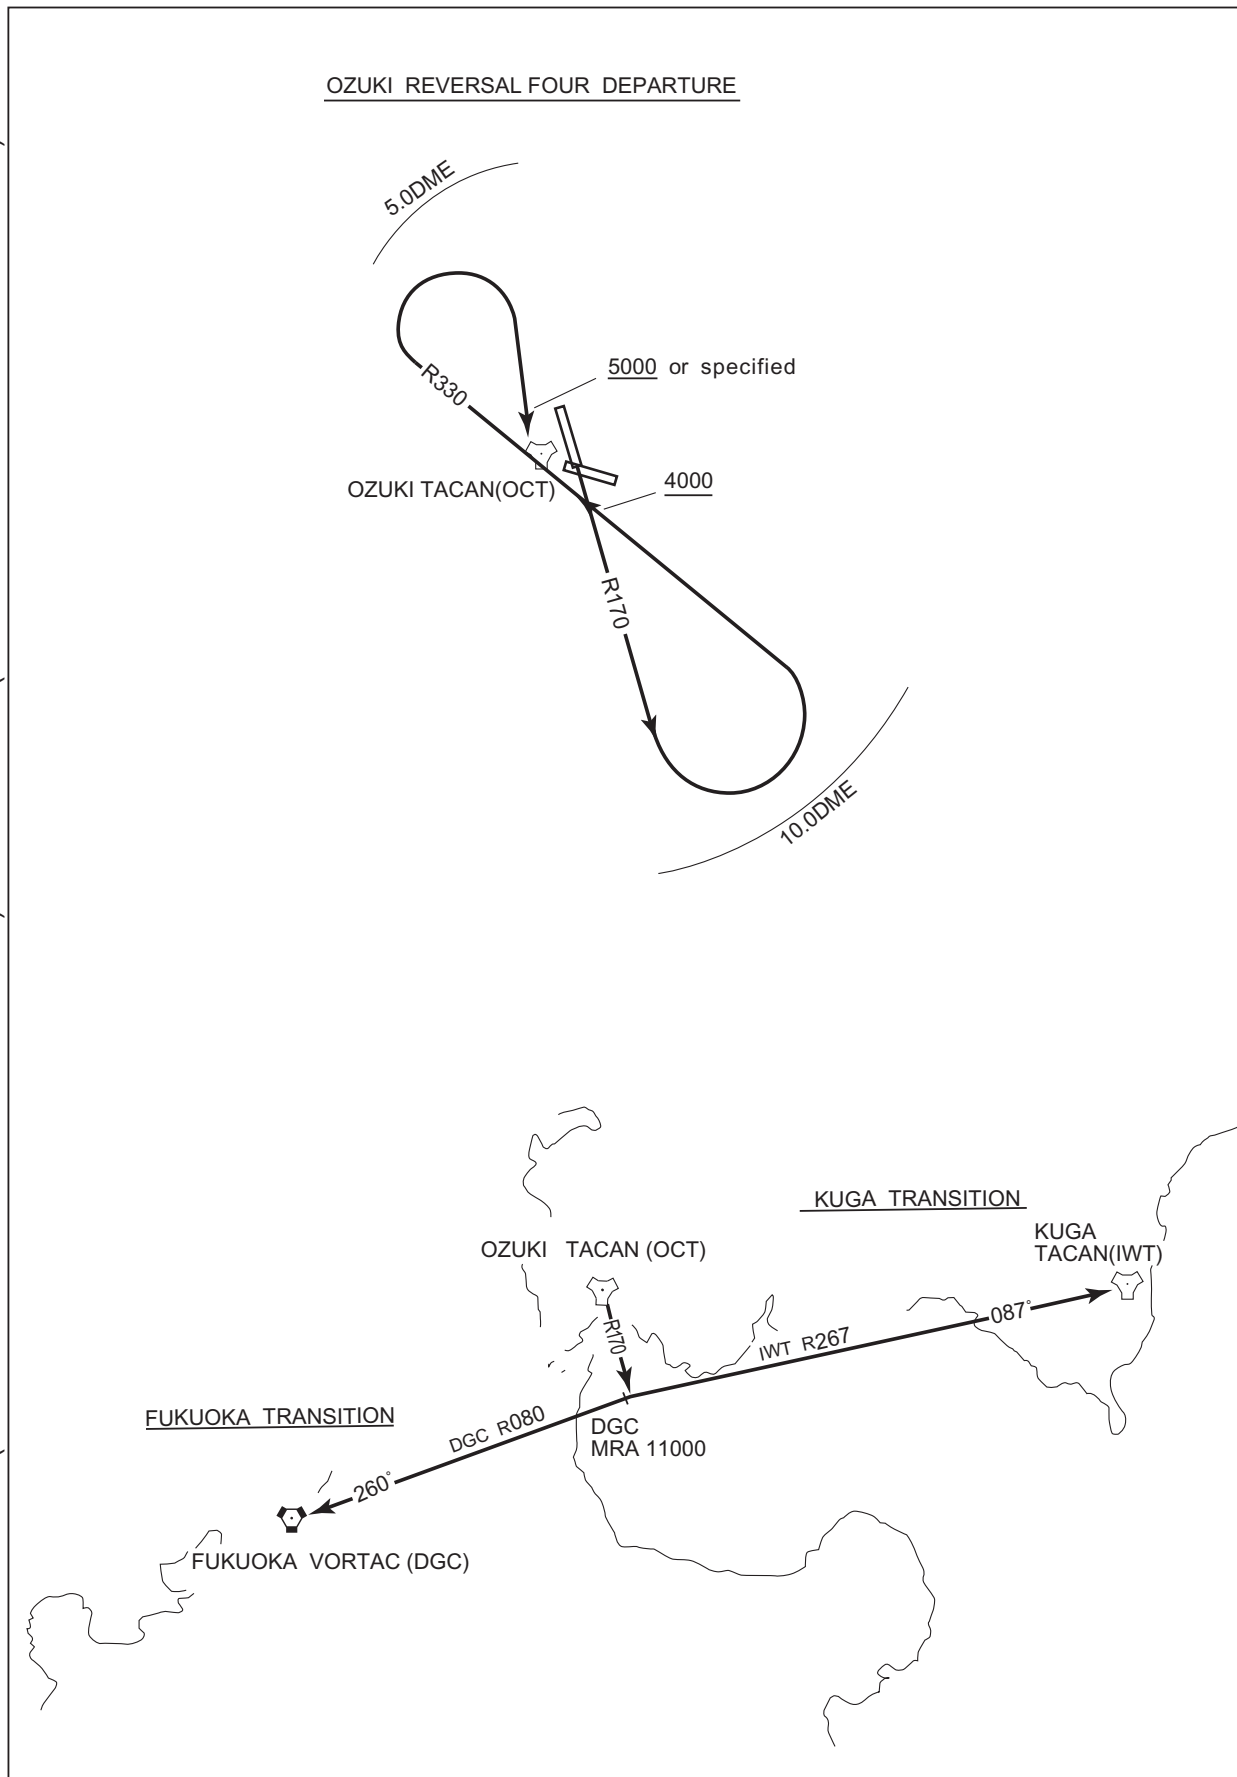 OZUKI REVERSAL FOUR DEPARTURE
5.0DME
5000 or specified
R330
4000
OZUKI TACAN(OCT)
R170
10.0DME
KUGA TRANSITION
KUGA
TACAN(IWT)
OZUKI TACAN (OCT)
R170
087°
IWT R267
FUKUOKA TRANSITION
DGC R080
DGC
MRA 11000
260°
FUKUOKA VORTAC (DGC)